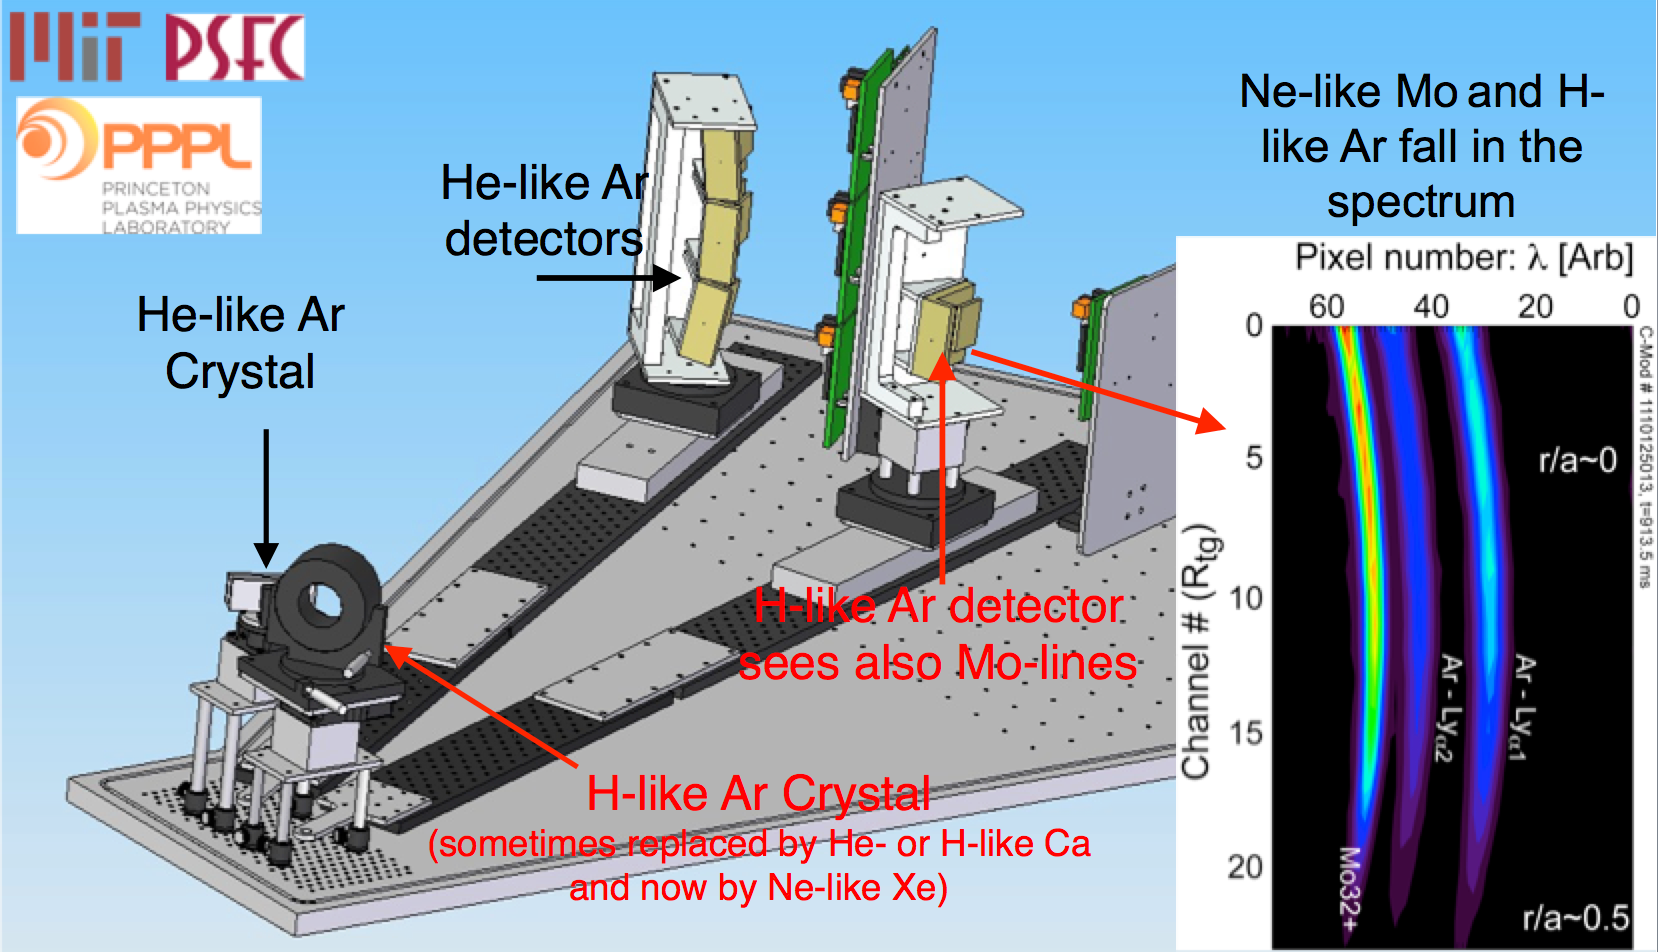 MIT PSFC
PPPL
PRINCETON
PLASMA PHYSICS
LABORATORY
He-like Ar
detectors
He-like Ar
Crystal
Ne-like Mo and H-
like Ar fall in the
spectrum
H-like Ar detector
sees also Mo-lines
H-like Ar Crystal
(sometimes replaced by He- or H-like Ca
and now by Ne-like Xe)
Pixel number: λ [Arb]
60 40 20 0
0
5
10
15
20
Channel # (Rtg)
r/a~0
r/a~0.5
Mo32+
Ar - Lyα2
Ar - Lyα1
C-Mod # 1110125013, t=913.5 ms